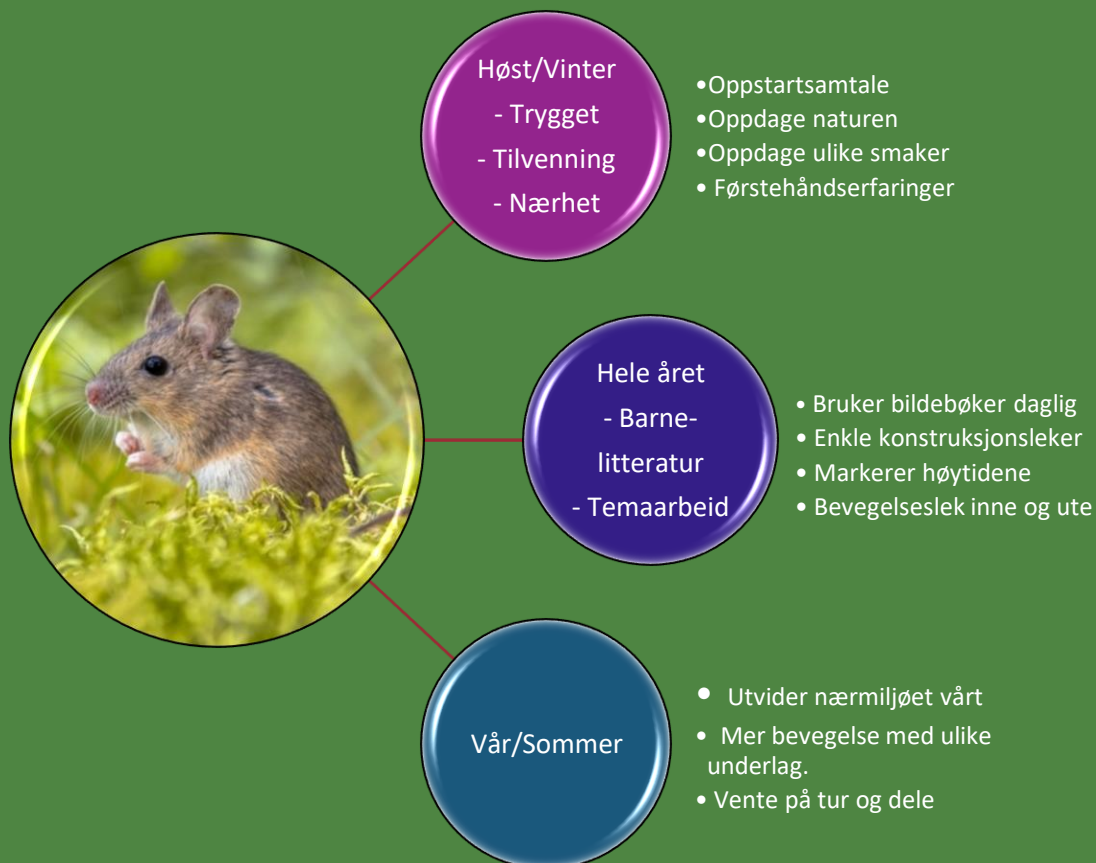 Høst/Vinter
- Trygget
- Tilvenning
- Nærhet
•Oppstartsamtale
•Oppdage naturen
•Oppdage ulike smaker
• Førstehåndserfaringer
Hele året
- Barne-
litteratur
- Temaarbeid
• Bruker bildebøker daglig
• Enkle konstruksjonsleker
• Markerer høytidene
• Bevegelseslek inne og ute
Vår/Sommer
• Utvider nærmiljøet vårt
• Mer bevegelse med ulike
underlag.
• Vente på tur og dele